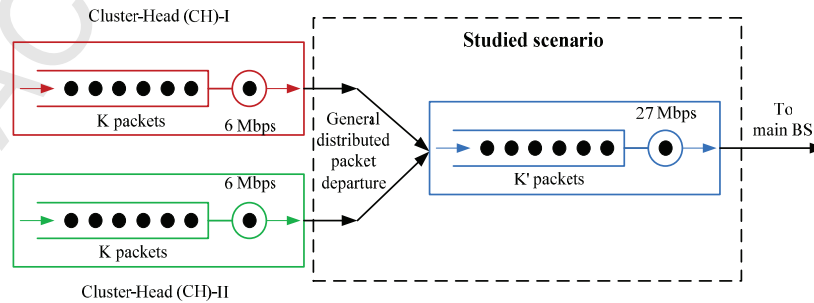 Cluster-Head (CH)-I
K packets
6 Mbps
General
distributed
packet
departure
Studied scenario
27 Mbps
K' packets
To
main BS
6 Mbps
K packets
Cluster-Head (CH)-II